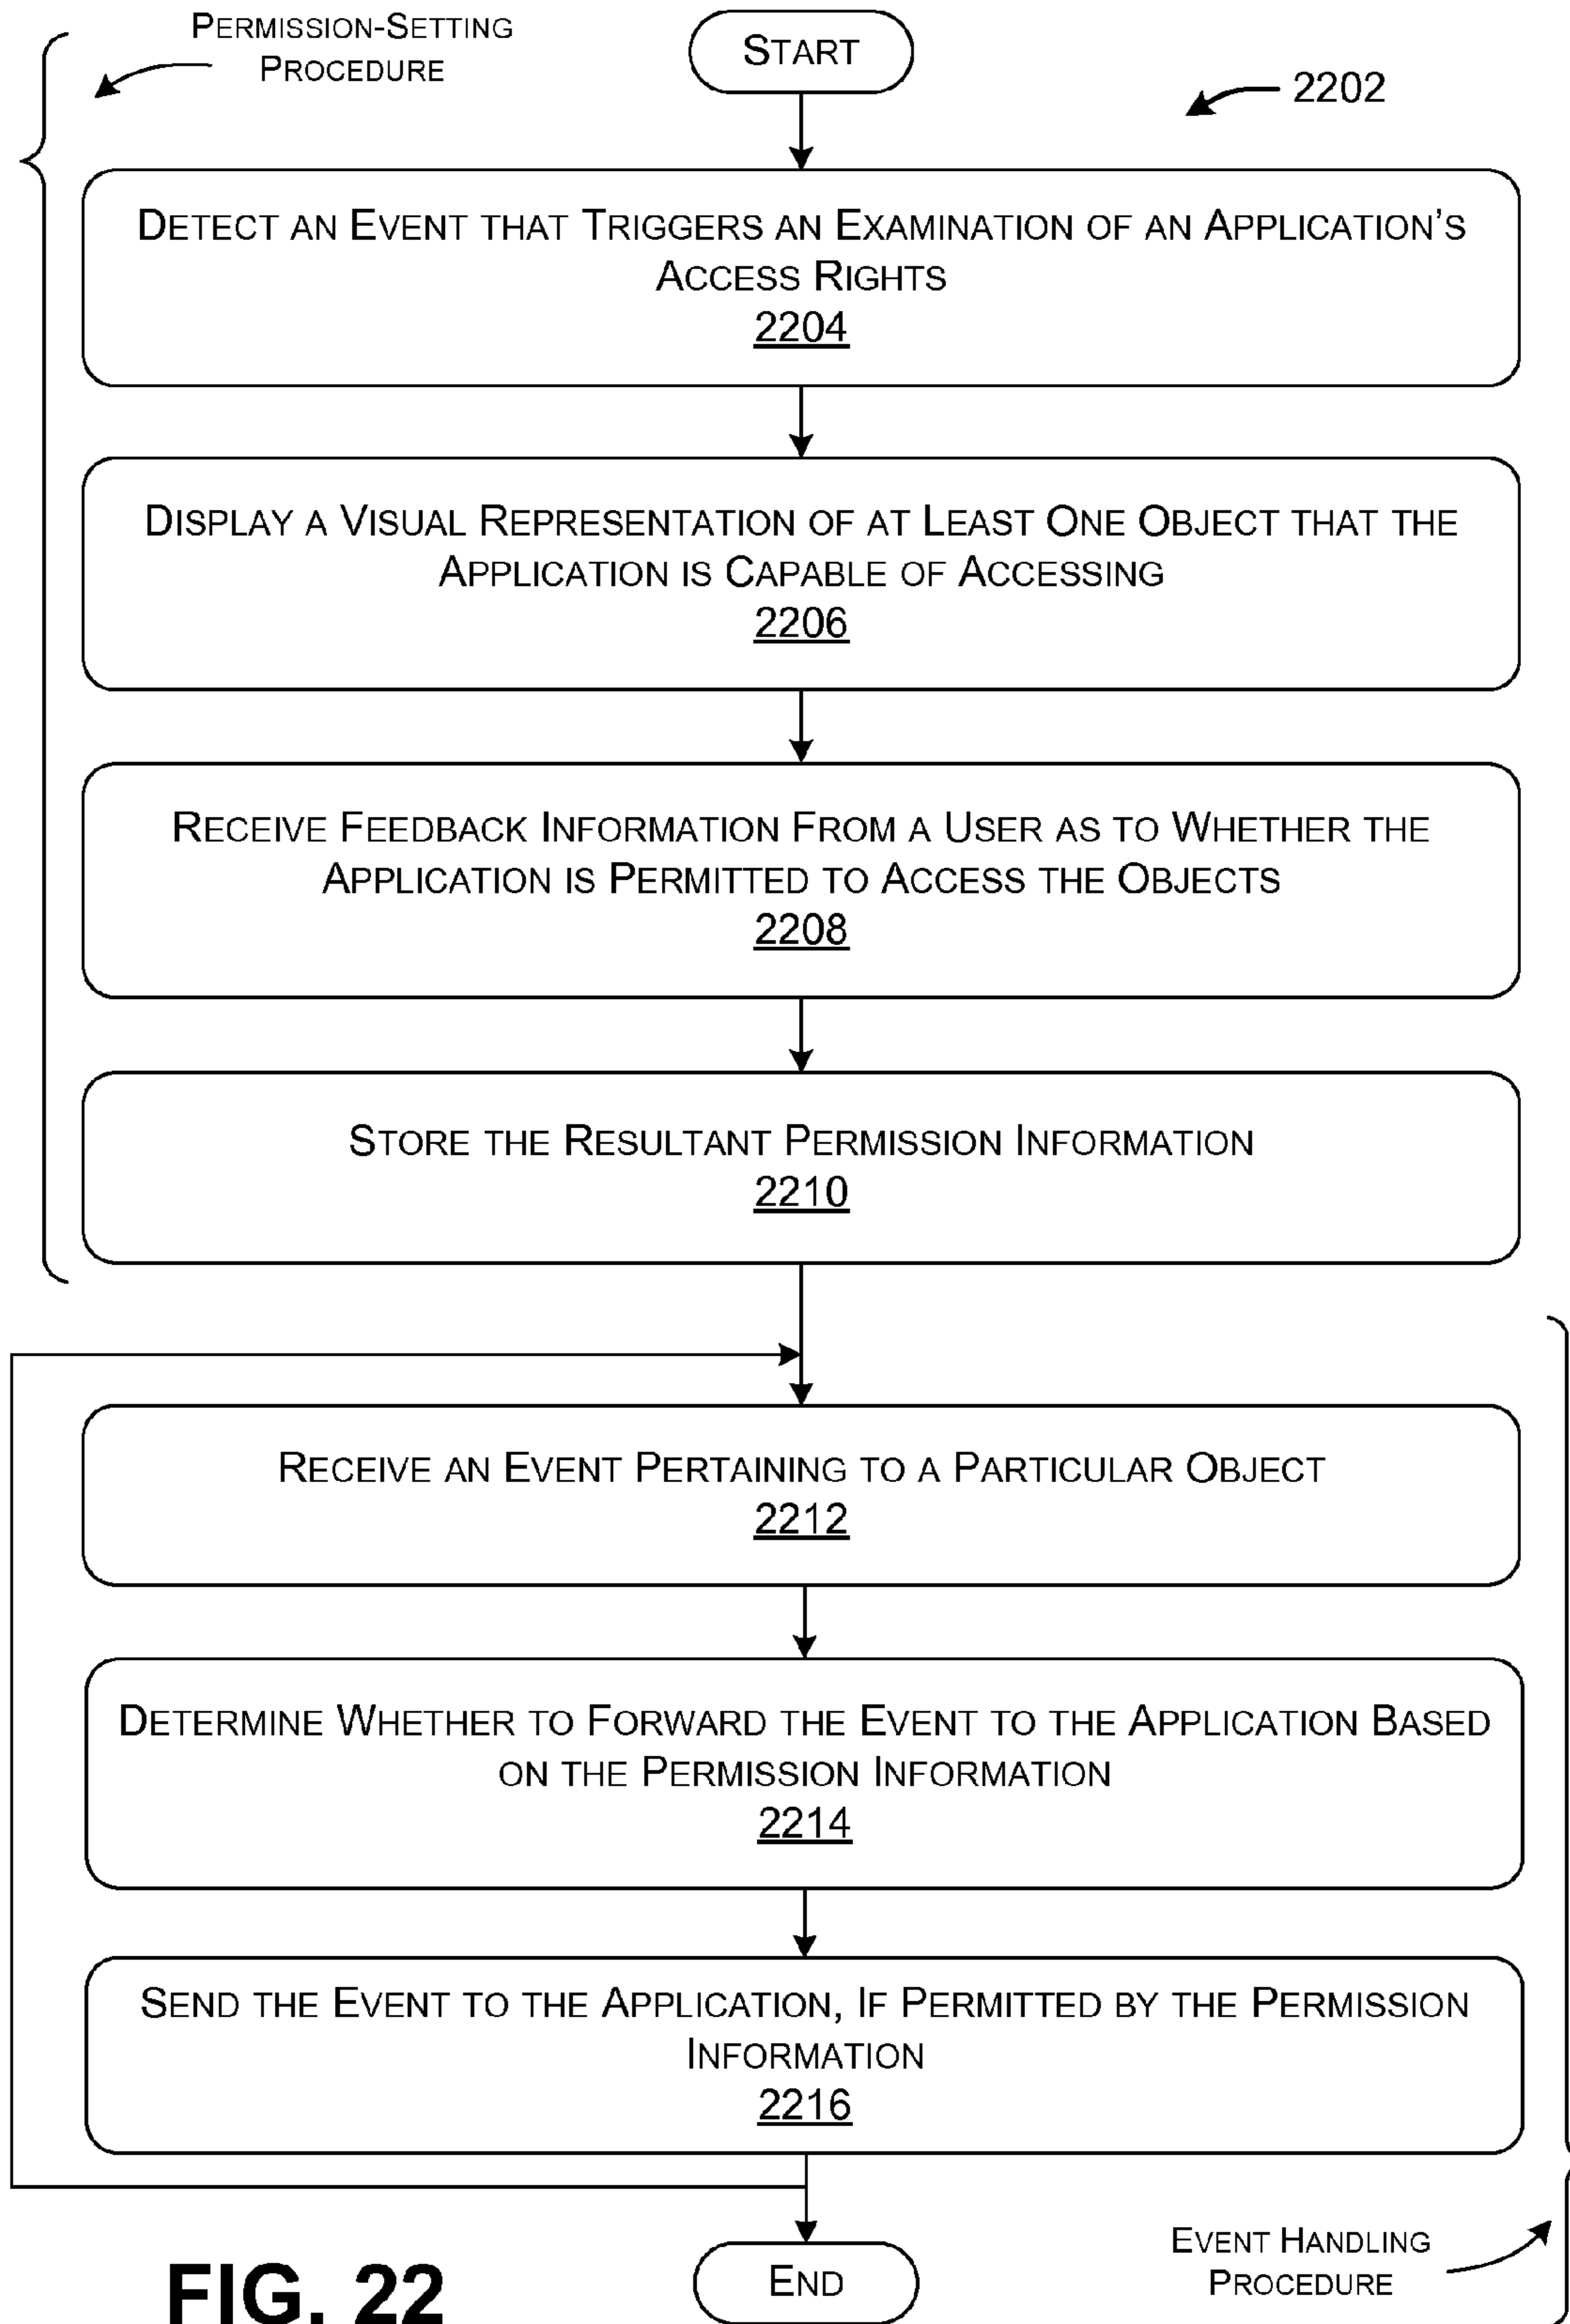 PERMISSION-SETTING
PROCEDURE
START
2202
DETECT AN EVENT THAT TRIGGERS AN EXAMINATION OF AN APPLICATION'S
ACCESS RIGHTS
2204
DISPLAY A VISUAL REPRESENTATION OF AT LEAST ONE OBJECT THAT THE
APPLICATION IS CAPABLE OF ACCESSING
2206
RECEIVE FEEDBACK INFORMATION FROM A USER AS TO WHETHER THE
APPLICATION IS PERMITTED TO ACCESS THE OBJECTS
2208
STORE THE RESULTANT PERMISSION INFORMATION
2210
RECEIVE AN EVENT PERTAINING TO A PARTICULAR OBJECT
2212
DETERMINE WHETHER TO FORWARD THE EVENT TO THE APPLICATION BASED
ON THE PERMISSION INFORMATION
2214
SEND THE EVENT TO THE APPLICATION, IF PERMITTED BY THE PERMISSION
INFORMATION
2216
END
EVENT HANDLING
PROCEDURE
FIG. 22